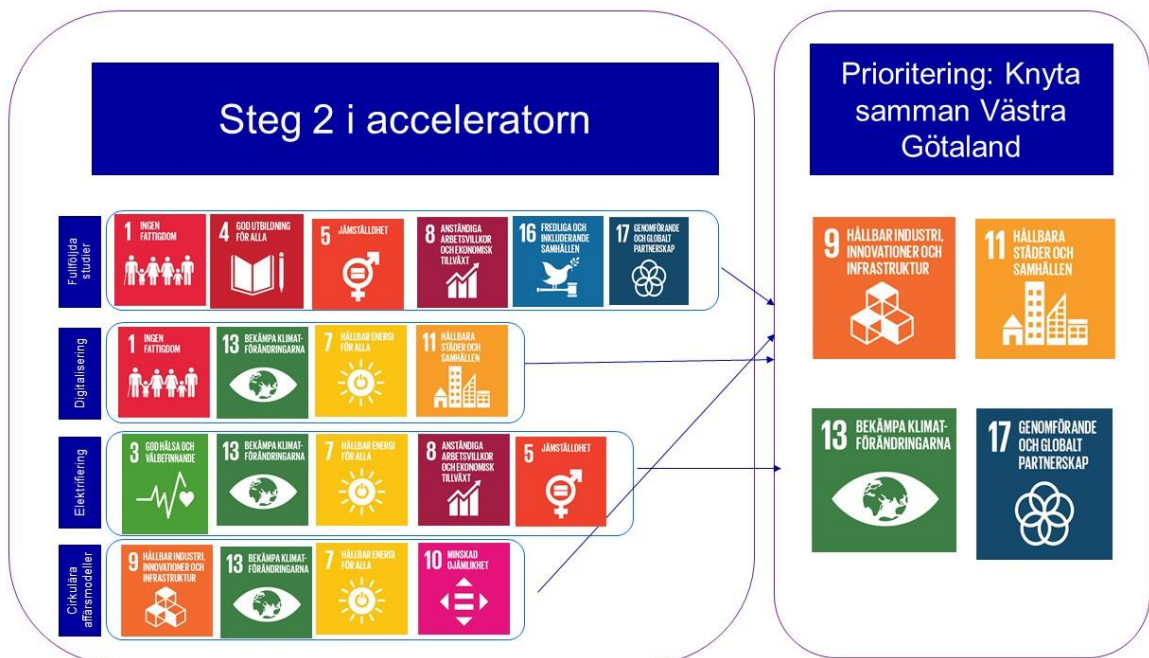 Steg 2 i acceleratorn
Prioritering: Knyta
samman Västra
Götaland
Fullföljda
studier
1 INGEN
FATTIGDOM
4 GOD UTBILDNING
FÖR ALLA
5 JÄMSTÄLLDHET
8 ANSTÄNDIGA
ARBETSVILLKOR
OCH EKONOMISK
TILLVÄXT
16 FREDLIGA OCH
INKLUDERANDE
SAMHÄLLEN
17 GENOMFÖRANDE
OCH GLOBALT
PARTNERSKAP
Digitalisering
1 INGEN
FATTIGDOM
13 BEKÄMPA KLIMAT-
FÖRÄNDRINGARNA
7 HÅLLBAR ENERGI
FÖR ALLA
11 HÅLLBARA
STÄDER OCH
SAMHÄLLEN
Elektrifiering
3 GOD HÄLSA OCH
VÄLBEFINNANDE
13 BEKÄMPA KLIMAT-
FÖRÄNDRINGARNA
7 HÅLLBAR ENERGI
FÖR ALLA
8 ANSTÄNDIGA
ARBETSVILLKOR
OCH EKONOMISK
TILLVÄXT
5 JÄMSTÄLLDHET
Cirkulära
affärsmodeller
9 HÅLLBAR INDUSTRI,
INNOVATIONER OCH
INFRASTRUKTUR
13 BEKÄMPA KLIMAT-
FÖRÄNDRINGARNA
7 HÅLLBAR ENERGI
FÖR ALLA
10 MINSKAD
OJÄMLIKHET
9 HÅLLBAR INDUSTRI,
INNOVATIONER OCH
INFRASTRUKTUR
11 HÅLLBARA
STÄDER OCH
SAMHÄLLEN
13 BEKÄMPA KLIMAT-
FÖRÄNDRINGARNA
17 GENOMFÖRANDE
OCH GLOBALT
PARTNERSKAP